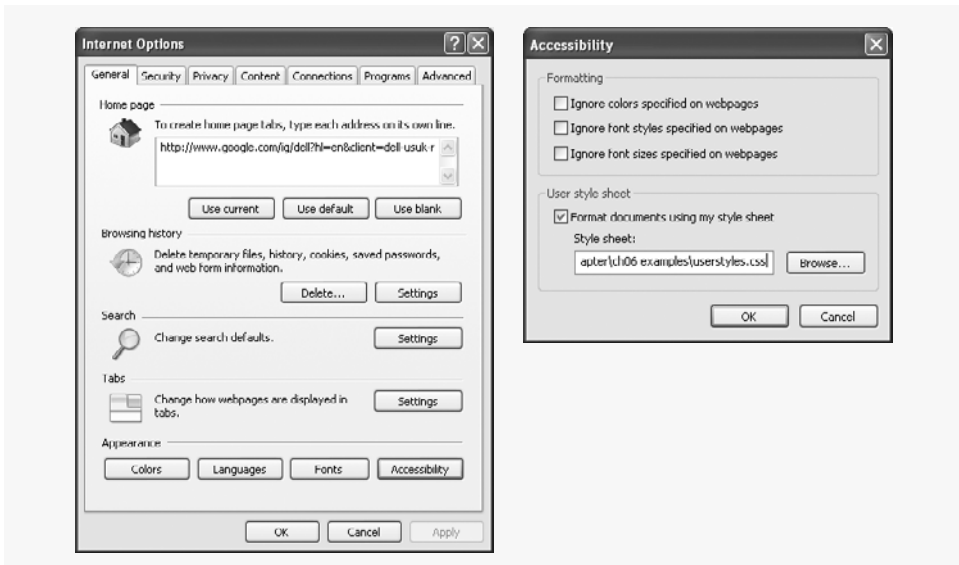 Internet Options
General Security Privacy Content Connections Programs Advanced
Home page
To create home page tabs, type each address on its own line.
http://www.google.com/ig/dell?hl=en&client=dell-usuk-r
Use current Use default Use blank
Browsing history
Delete temporary files, history, cookies, saved passwords,
and web form information.
Delete... Settings
Search
Change search defaults.
Settings
Tabs
Change how webpages are displayed in
tabs.
Settings
Appearance
Colors Languages Fonts Accessibility
OK Cancel Apply
Accessibility
Formatting
Ignore colors specified on webpages
Ignore font styles specified on webpages
Ignore font sizes specified on webpages
User style sheet
Format documents using my style sheet
Style sheet:
apter\ch06 examples\userstyles.css
Browse...
OK Cancel